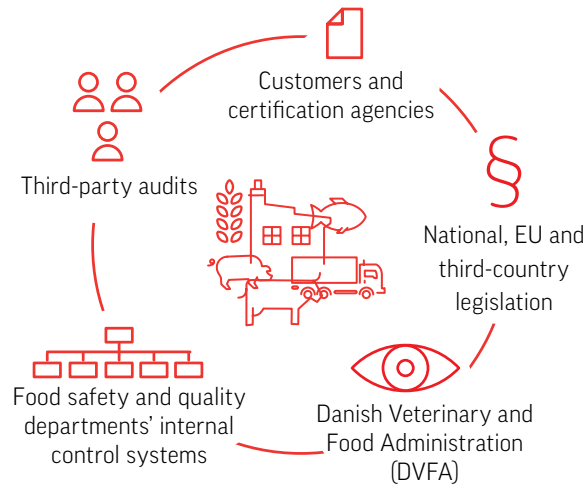 Customers and
certification agencies
Third-party audits
National, EU and
third-country
legislation
Food safety and quality
departments’ internal
control systems
Danish Veterinary and
Food Administration
(DVFA)